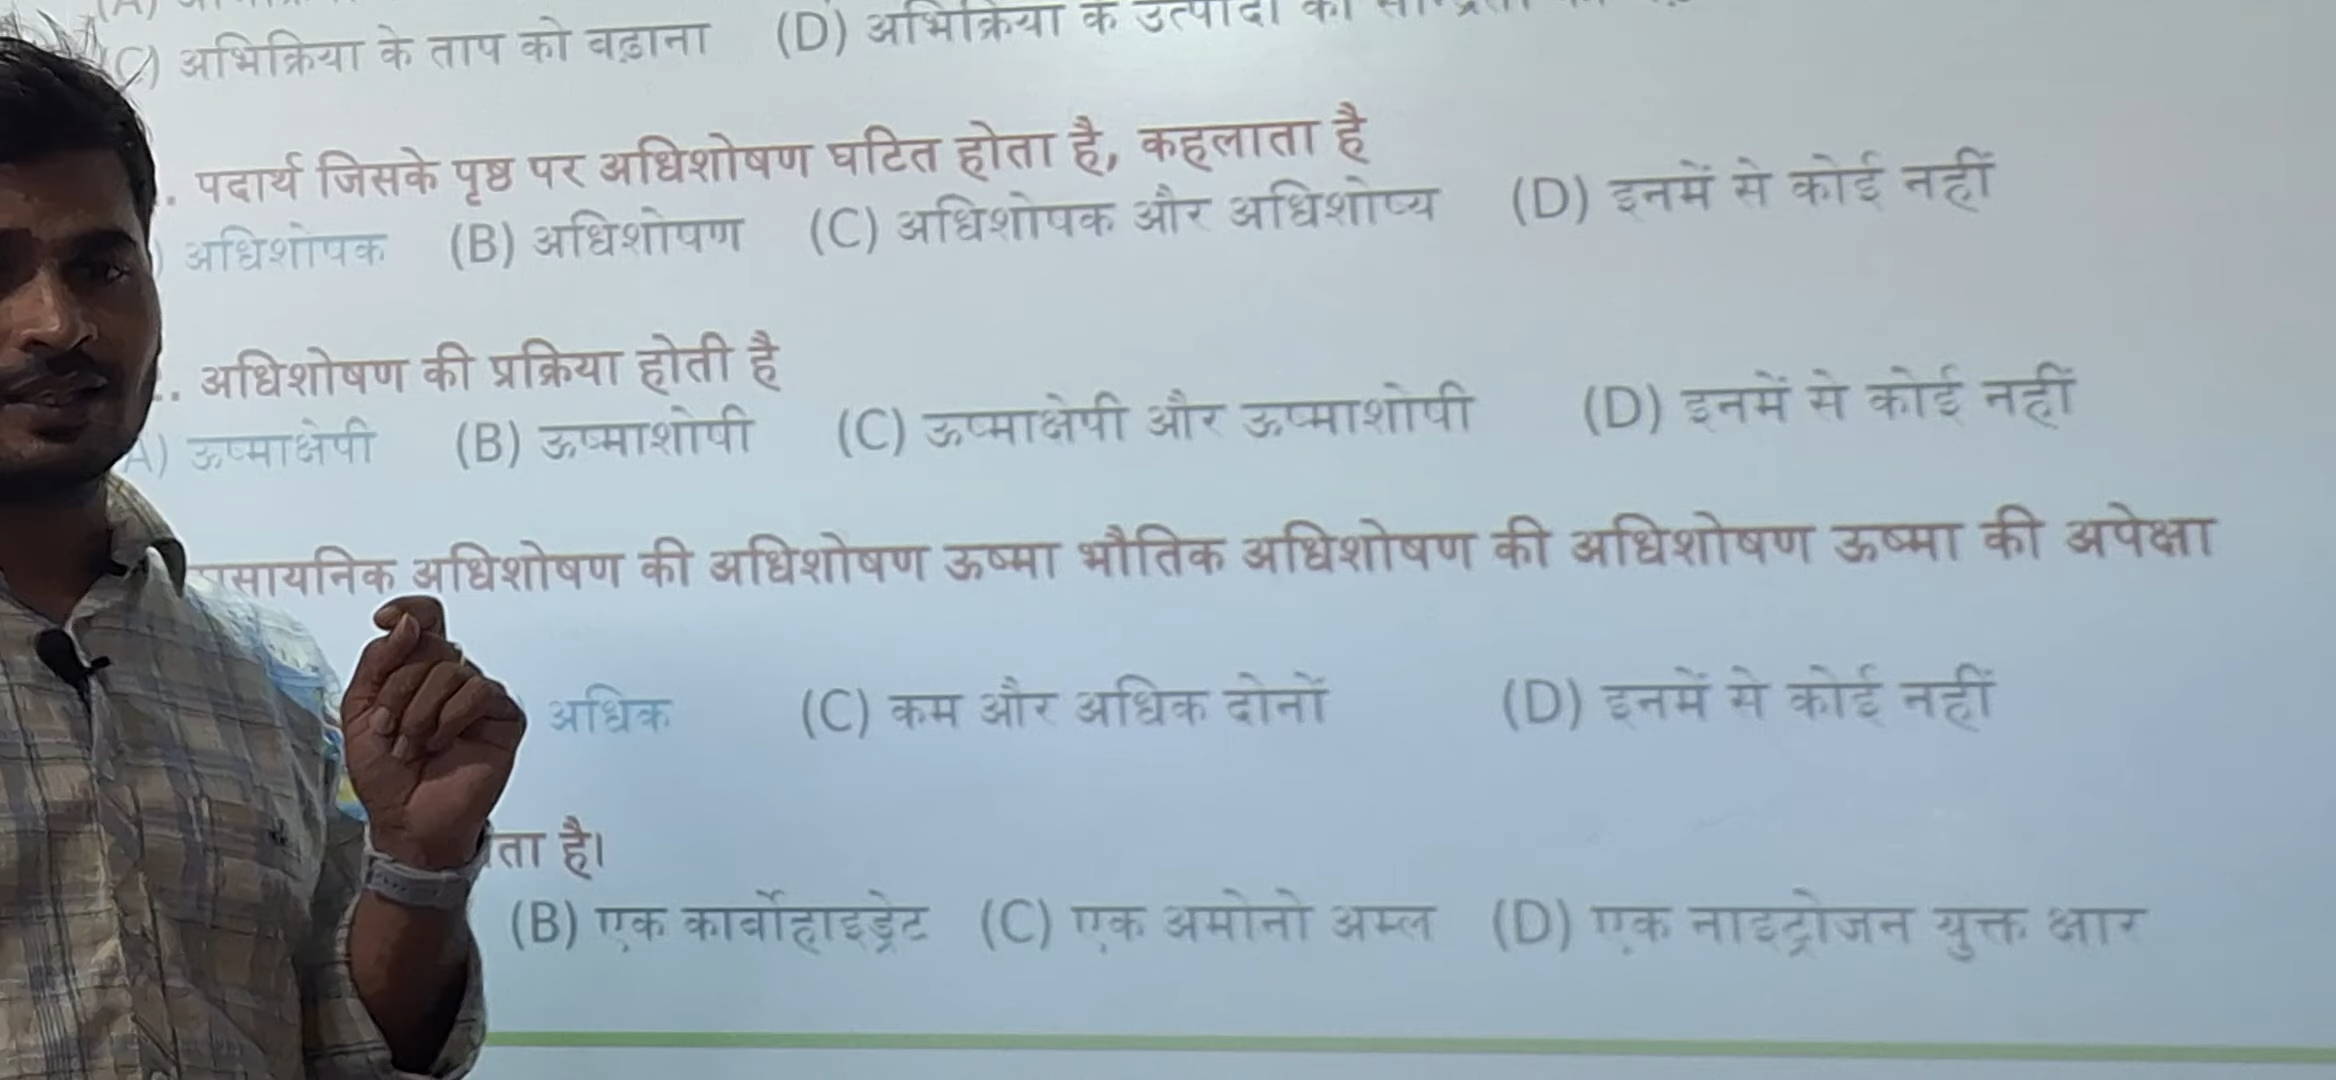 (C) अभिक्रिया के ताप को बढ़ाना (D) अभिक्रिया के उत्पादों की
पदार्थ जिसके पृष्ठ पर अधिशोषण घटित होता है, कहलाता है
अधिशोषक (B) अधिशोषण (C) अधिशोषक और अधिशोष्य (D) इनमें से कोई नहीं
अधिशोषण की प्रक्रिया होती है
A) ऊष्माक्षेपी (B) ऊष्माशोषी (C) ऊष्माक्षेपी और ऊष्माशोषी (D) इनमें से कोई नहीं
अधिशोषण की अधिशोषण ऊष्मा भौतिक अधिशोषण की अधिशोषण ऊष्मा की अपेक्षा
अधिक (C) कम और अधिक दोनों (D) इनमें से कोई नहीं
है।
(B) एक कार्बोहाइड्रेट (C) एक अमोनो अम्ल (D) एक नाइट्रोजन युक्त क्षार